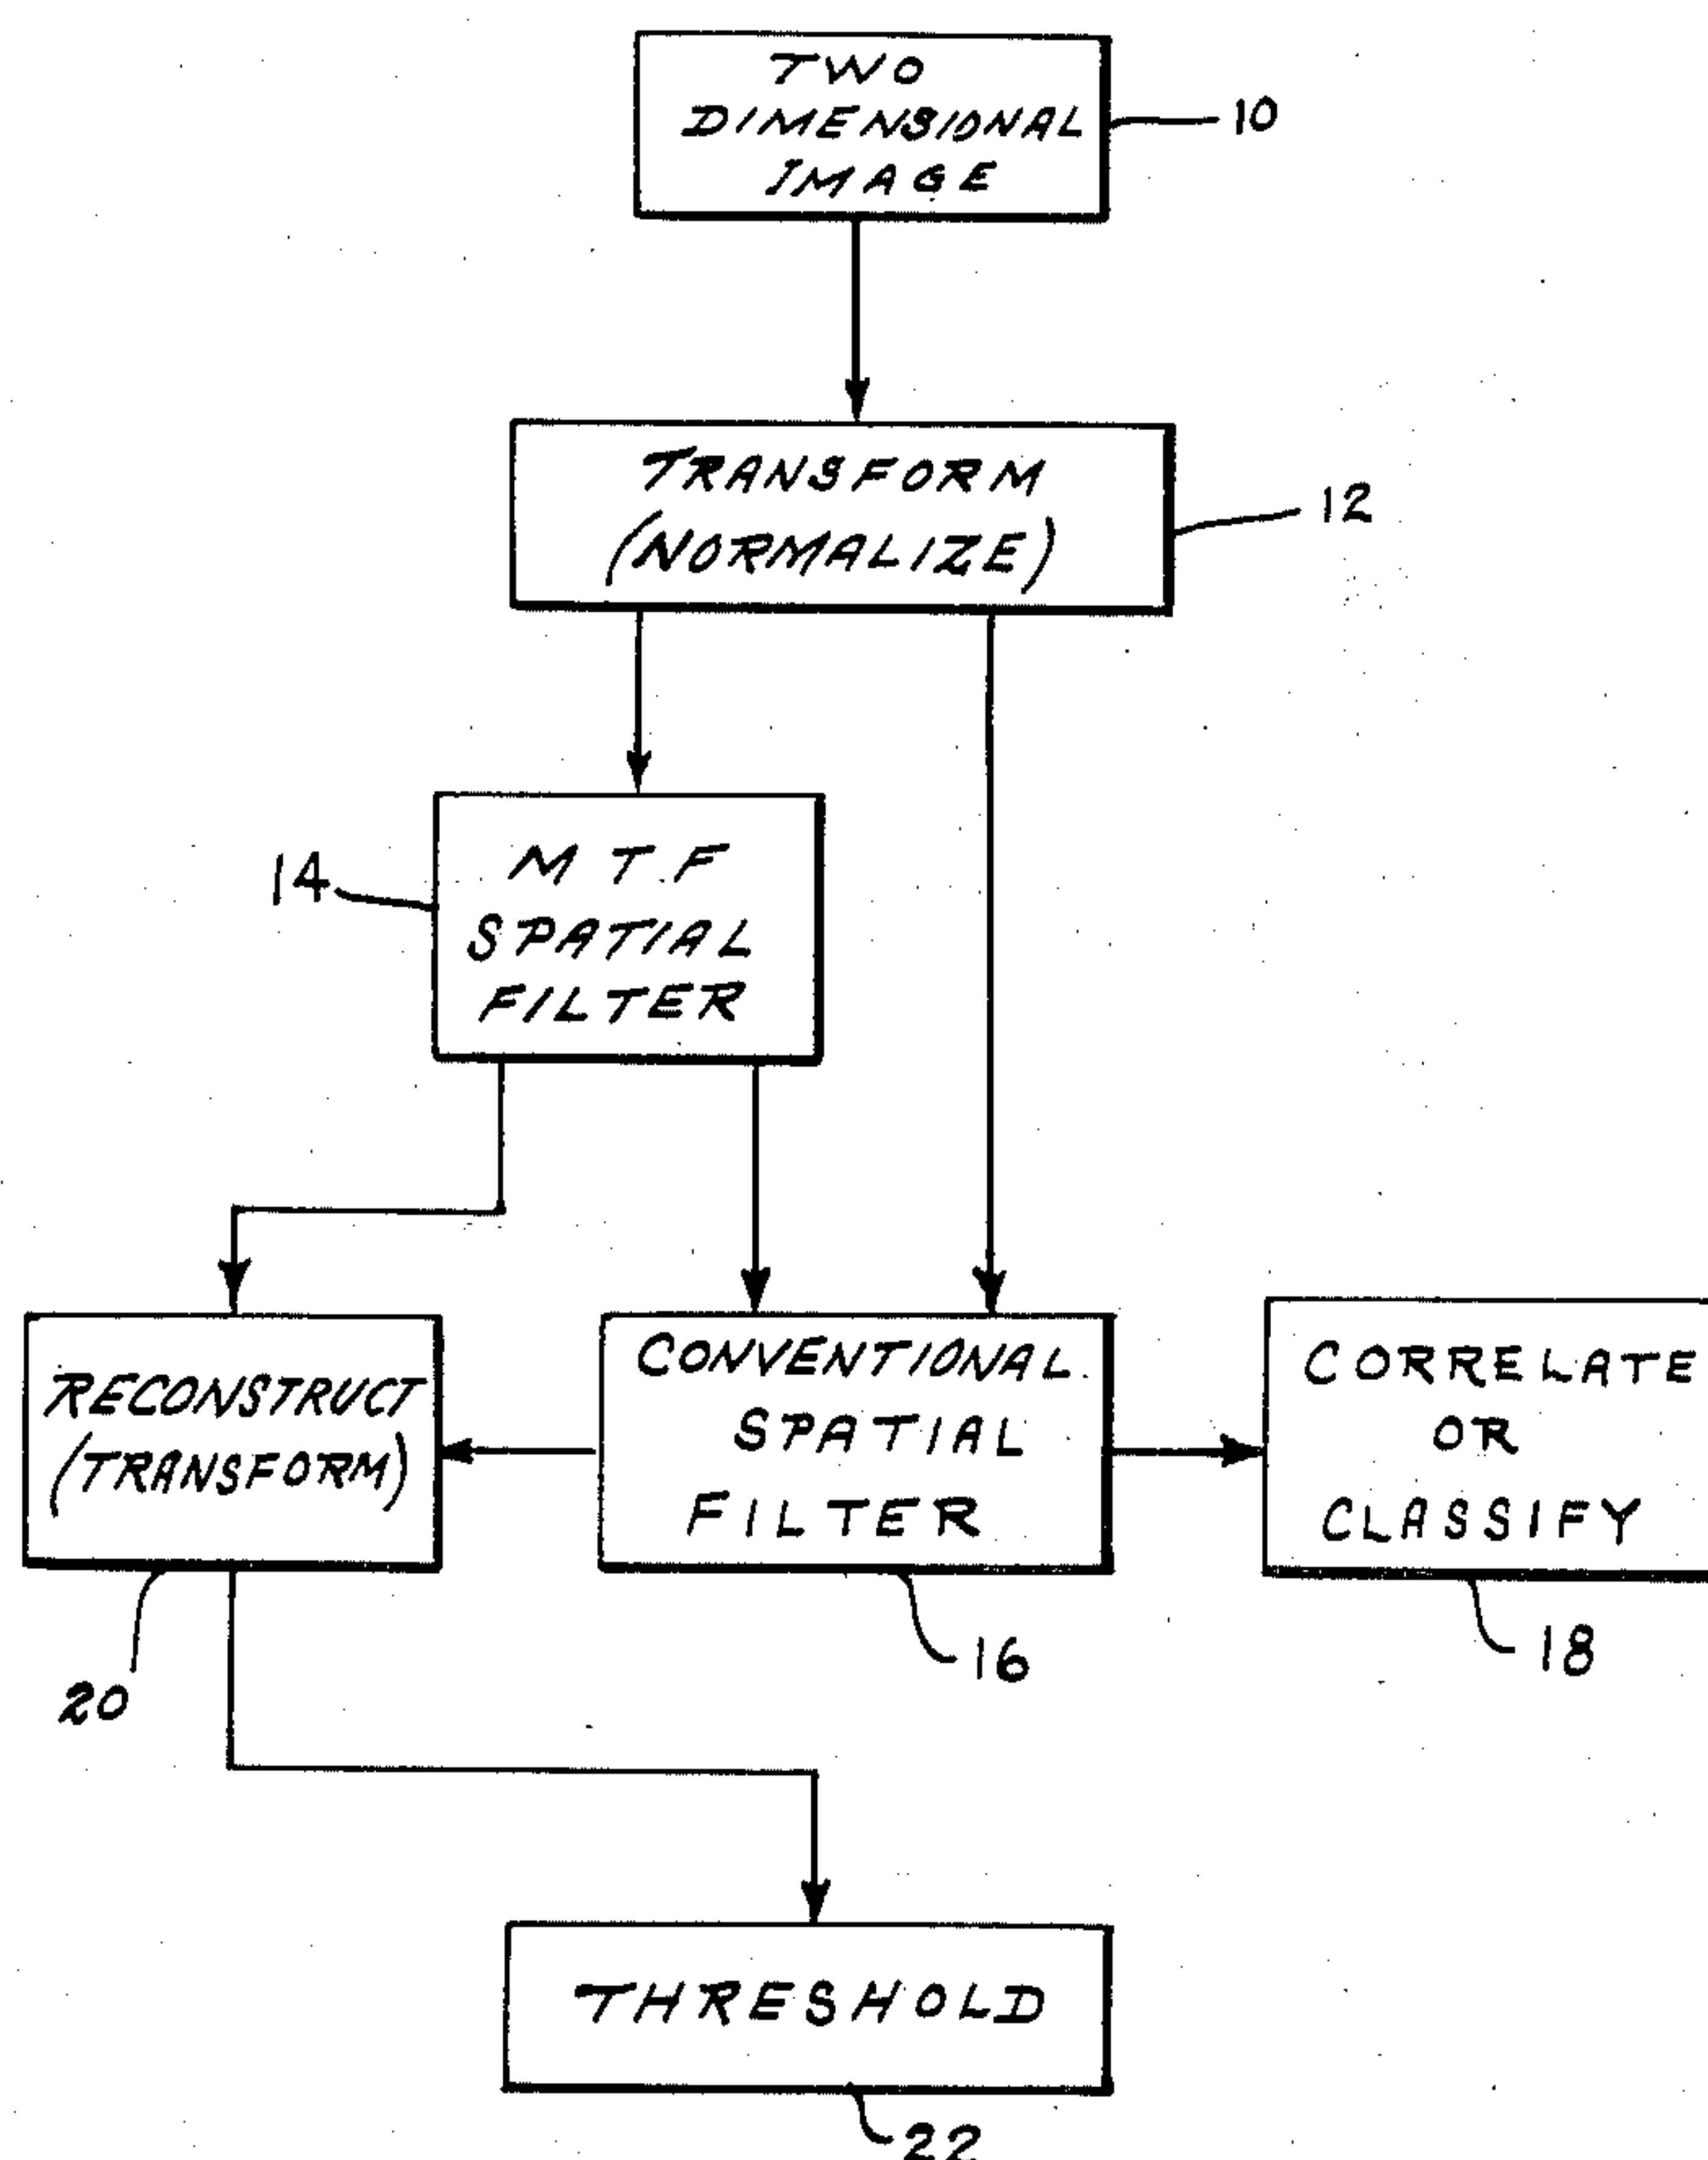 TWO
DIMENSIONAL
IMAGE
10
TRANSFORM
(NORMALIZE)
12
14
M T.F
SPATIAL
FILTER
RECONSTRUCT
(TRANSFORM)
20
CONVENTIONAL
SPATIAL
FILTER
16
CORRELATE
OR
CLASSIFY
18
THRESHOLD
22